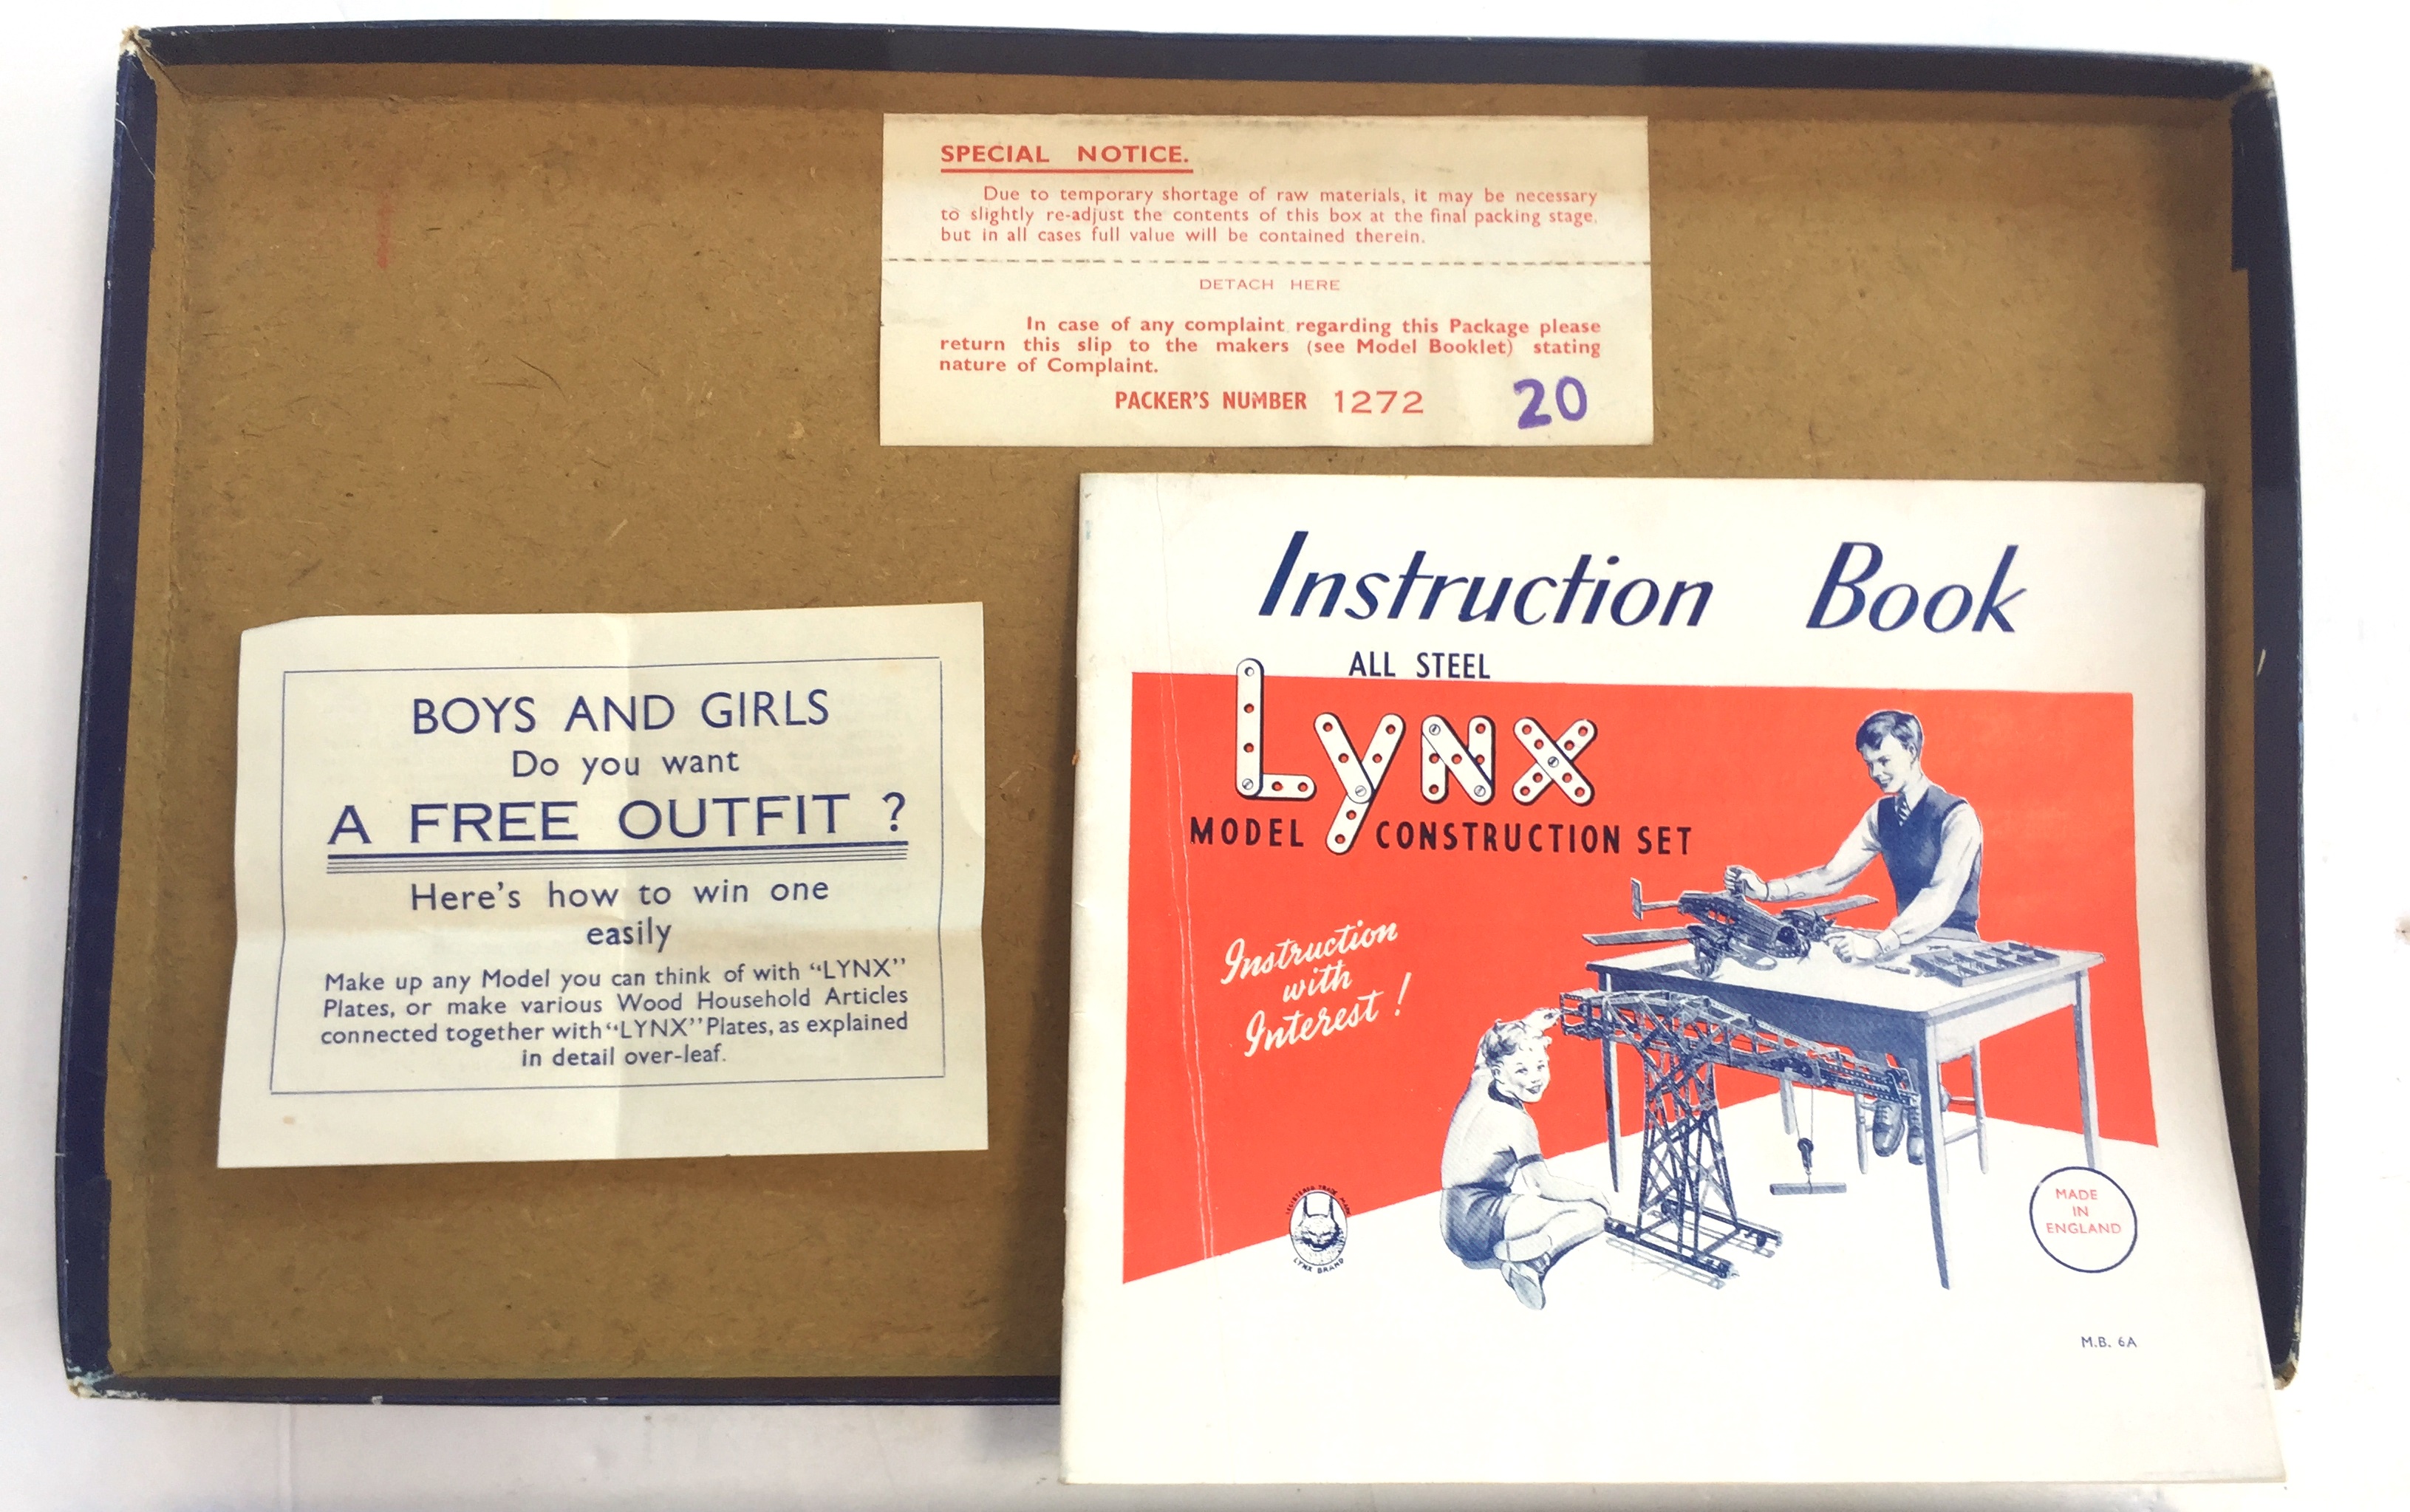 SPECIAL NOTICE.
Due to temporary shortage of raw materials, it may be necessary
to slightly re-adjust the contents of this box at the final packing stage,
but in all cases full value will be contained therein.
DETACH HERE
In case of any complaint regarding this Package please
return this slip to the makers (see Model Booklet) stating
nature of Complaint.
PACKER'S NUMBER 1272 20
BOYS AND GIRLS
Do you want
A FREE OUTFIT ?
Here's how to win one
easily
Make up any Model you can think of with "LYNX"
Plates, or make various Wood Household Articles
connected together with "LYNX" Plates, as explained
in detail over-leaf.
Instruction Book
ALL STEEL
Lynx
MODEL CONSTRUCTION SET
Instruction
with
Interest !
REGISTERED TRADE MARK
LYNX BRAND
MADE
IN
ENGLAND
M.B. 6A